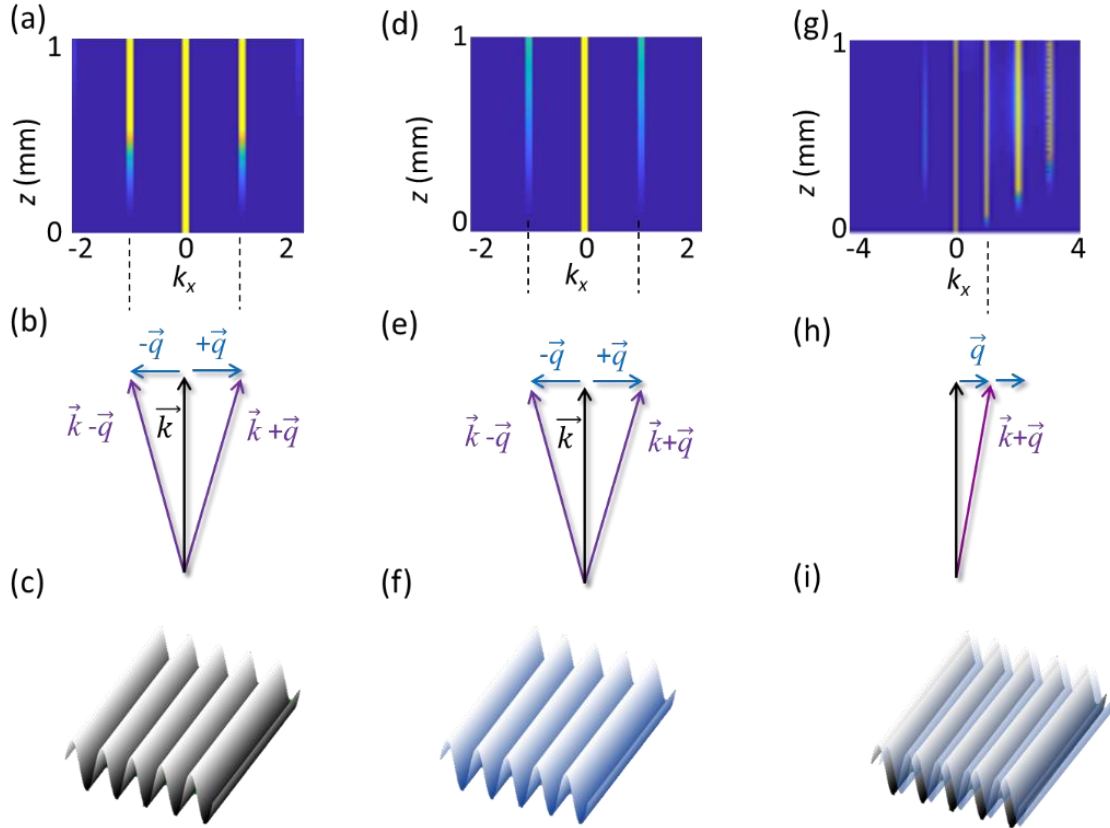 (a)
1
z (mm)
0
-2
0
2
kₓ
(d)
1
z (mm)
0
-2
0
2
kₓ
(g)
1
z (mm)
0
-4
0
4
kₓ
(b)
-q⃗ +q⃗
k⃗ -q⃗
k⃗
k⃗ +q⃗
(e)
-q⃗ +q⃗
k⃗ -q⃗
k⃗
k⃗+q⃗
(h)
q⃗
k⃗+q⃗
(c)
(f)
(i)